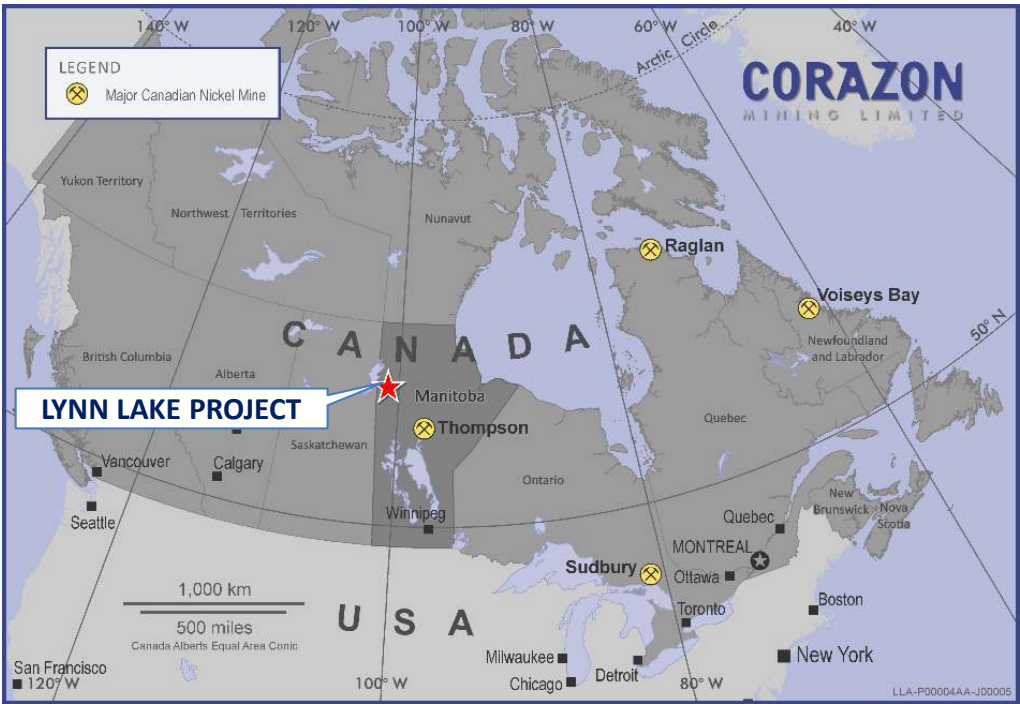 140° W
120° W
100° W
80° W
60° W
40° W
Arctic Circle
LEGEND
Major Canadian Nickel Mine
CORAZON
MINING LIMITED
Yukon Territory
Northwest Territories
Nunavut
Raglan
Voiseys Bay
50° N
CANADA
Newfoundland
and Labrador
British Columbia
Alberta
LYNN LAKE PROJECT
Manitoba
Thompson
Quebec
Saskatchewan
Vancouver
Calgary
Ontario
Seattle
Winnipeg
New
Brunswick
Nova
Scotia
Quebec
MONTREAL
Sudbury
Ottawa
1,000 km
500 miles
Canada Alberts Equal Area Conic
USA
Toronto
Boston
San Francisco
Milwaukee
Detroit
New York
Chicago
120° W
100° W
80° W
LLA-P00004AA-J00005